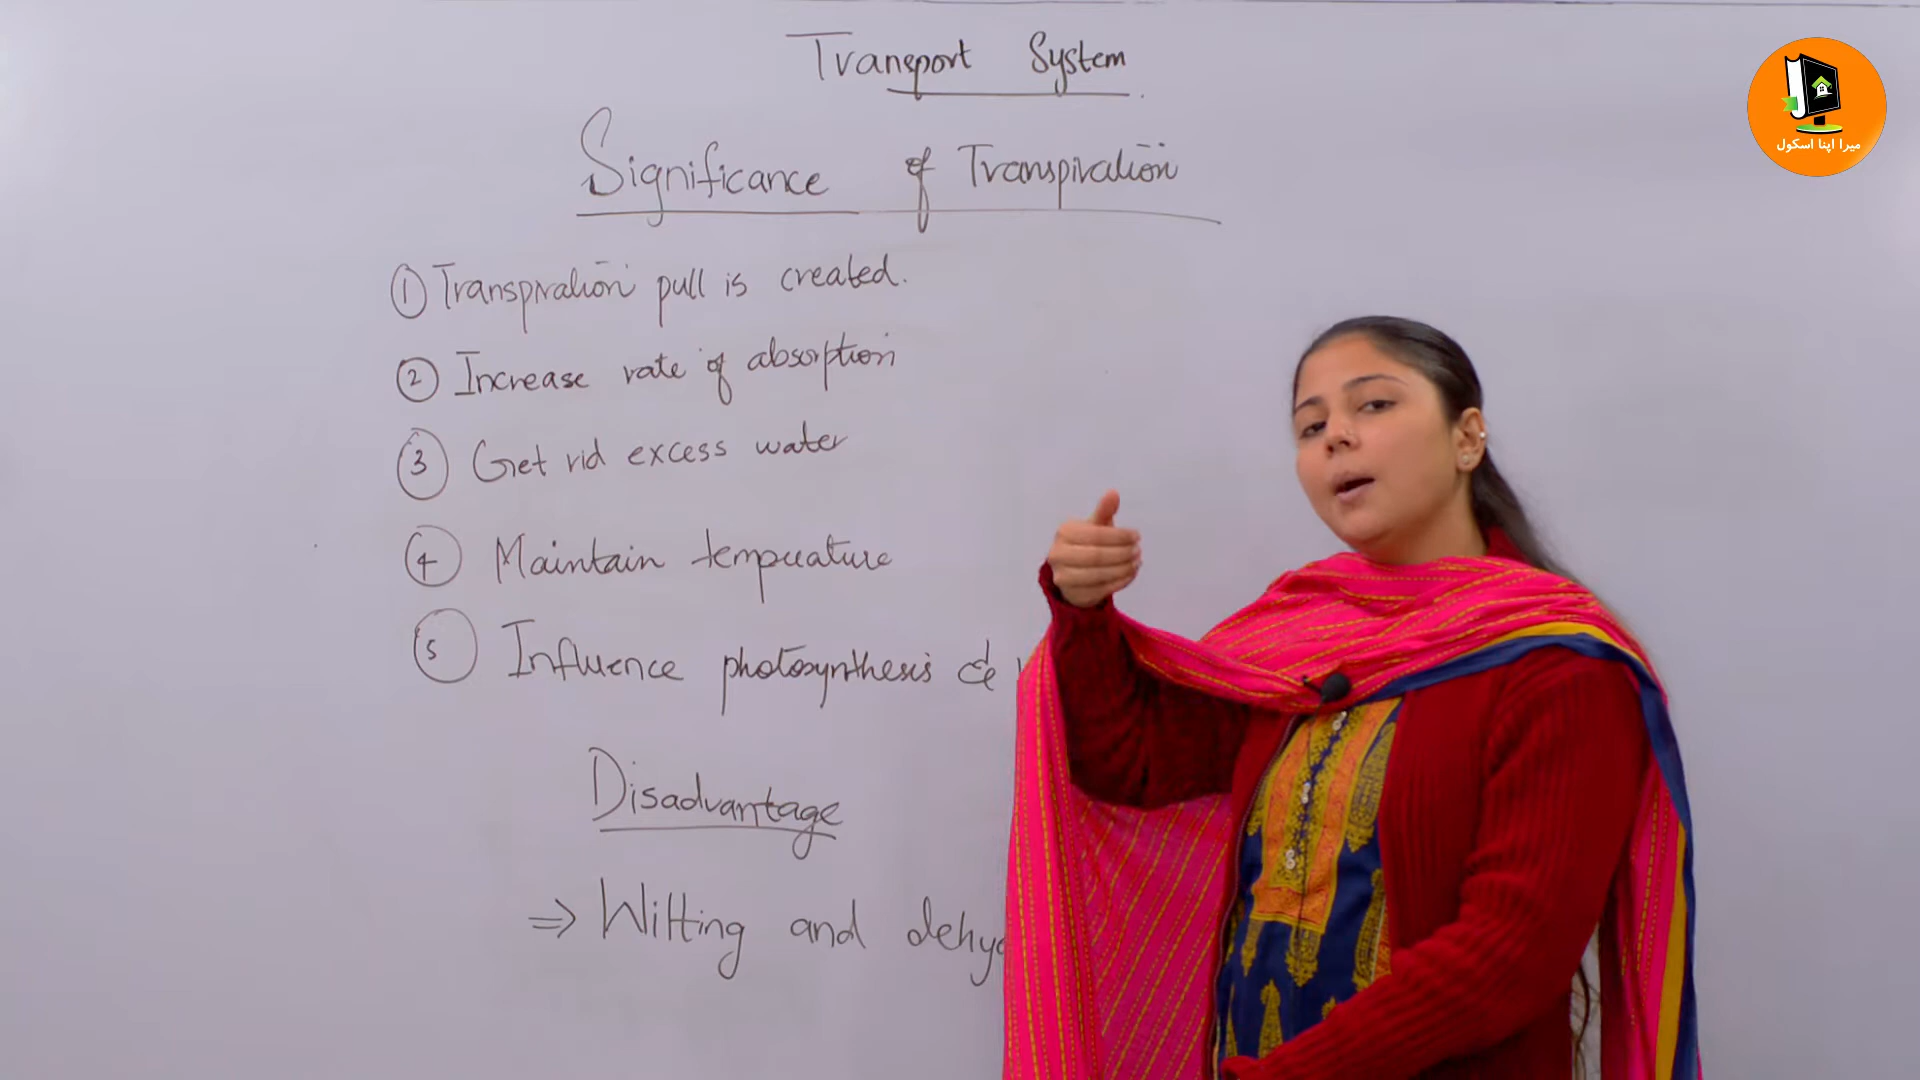 Transport System
Significance of Transpiration
① Transpiration pull is created.
② Increase rate of absorption
③ Get rid excess water
④ Maintain temperature
⑤ Influence photosynthesis &
Disadvantage
⇒ Wilting and dehyd
میرا اپنا اسکول